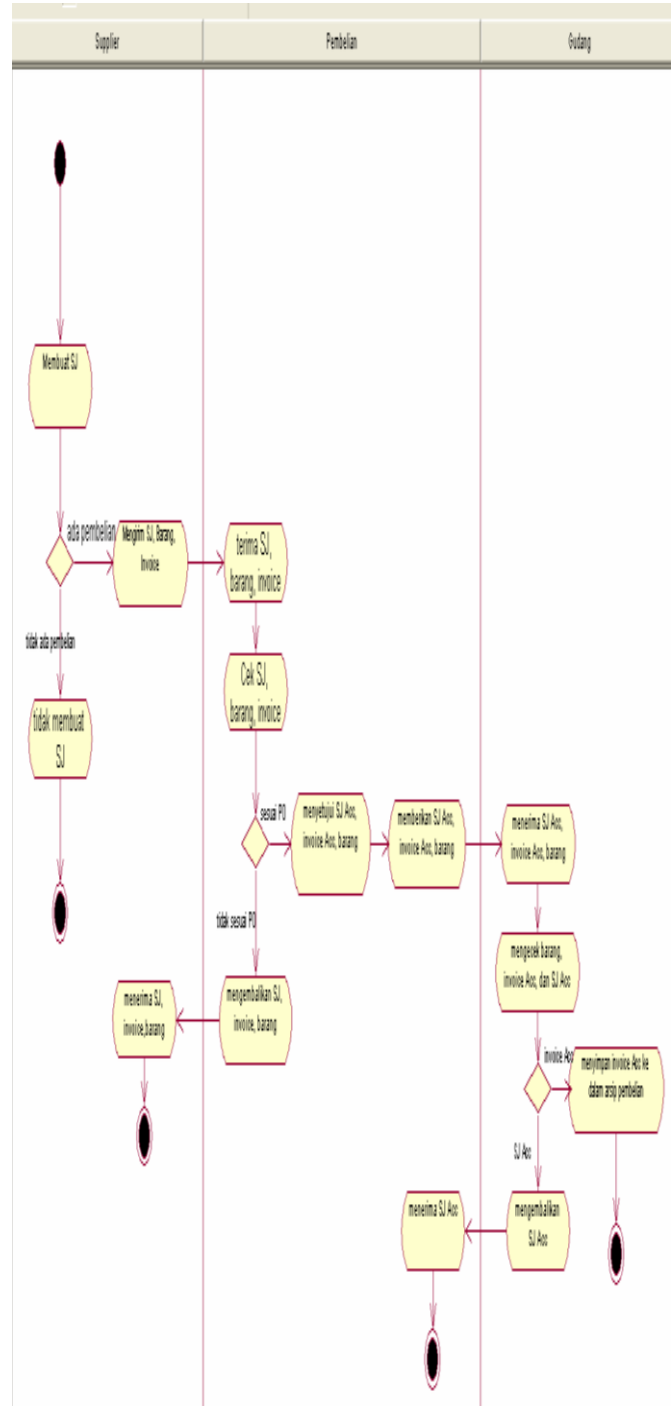 Supplier
Pembelian
Gudang
Membuat SJ
ada pembelian
Mengirim SJ, Barang,
Invoice
terima SJ,
barang, invoice
tidak ada pembelian
Cek SJ,
barang, invoice
tidak membuat
SJ
sesuai PO
menyetujui SJ Acc,
invoice Acc, barang
memberikan SJ Acc,
invoice Acc, barang
menerima SJ Acc,
invoice Acc, barang
tidak sesuai PO
mengecek barang,
invoice Acc, dan SJ Acc
menerima SJ,
invoice,barang
mengembalikan SJ,
invoice, barang
invoice Acc
menyimpan invoice Acc ke
dalam arsip pembelian
SJ Acc
menerima SJ Acc
mengembalikan
SJ Acc